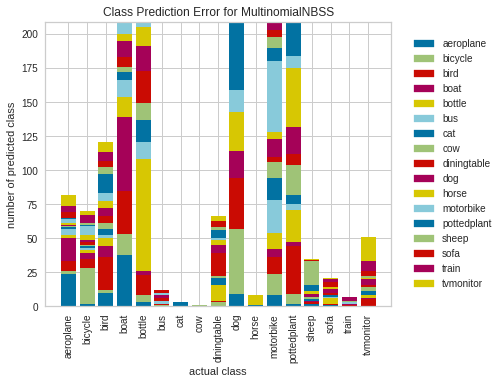 Class Prediction Error for MultinomialNBSS
number of predicted class
200
175
150
125
100
75
50
25
0
aeroplane
bicycle
bird
boat
bottle
bus
cat
cow
diningtable
dog
horse
motorbike
pottedplant
sheep
sofa
train
tvmonitor
actual class
aeroplane
bicycle
bird
boat
bottle
bus
cat
cow
diningtable
dog
horse
motorbike
pottedplant
sheep
sofa
train
tvmonitor